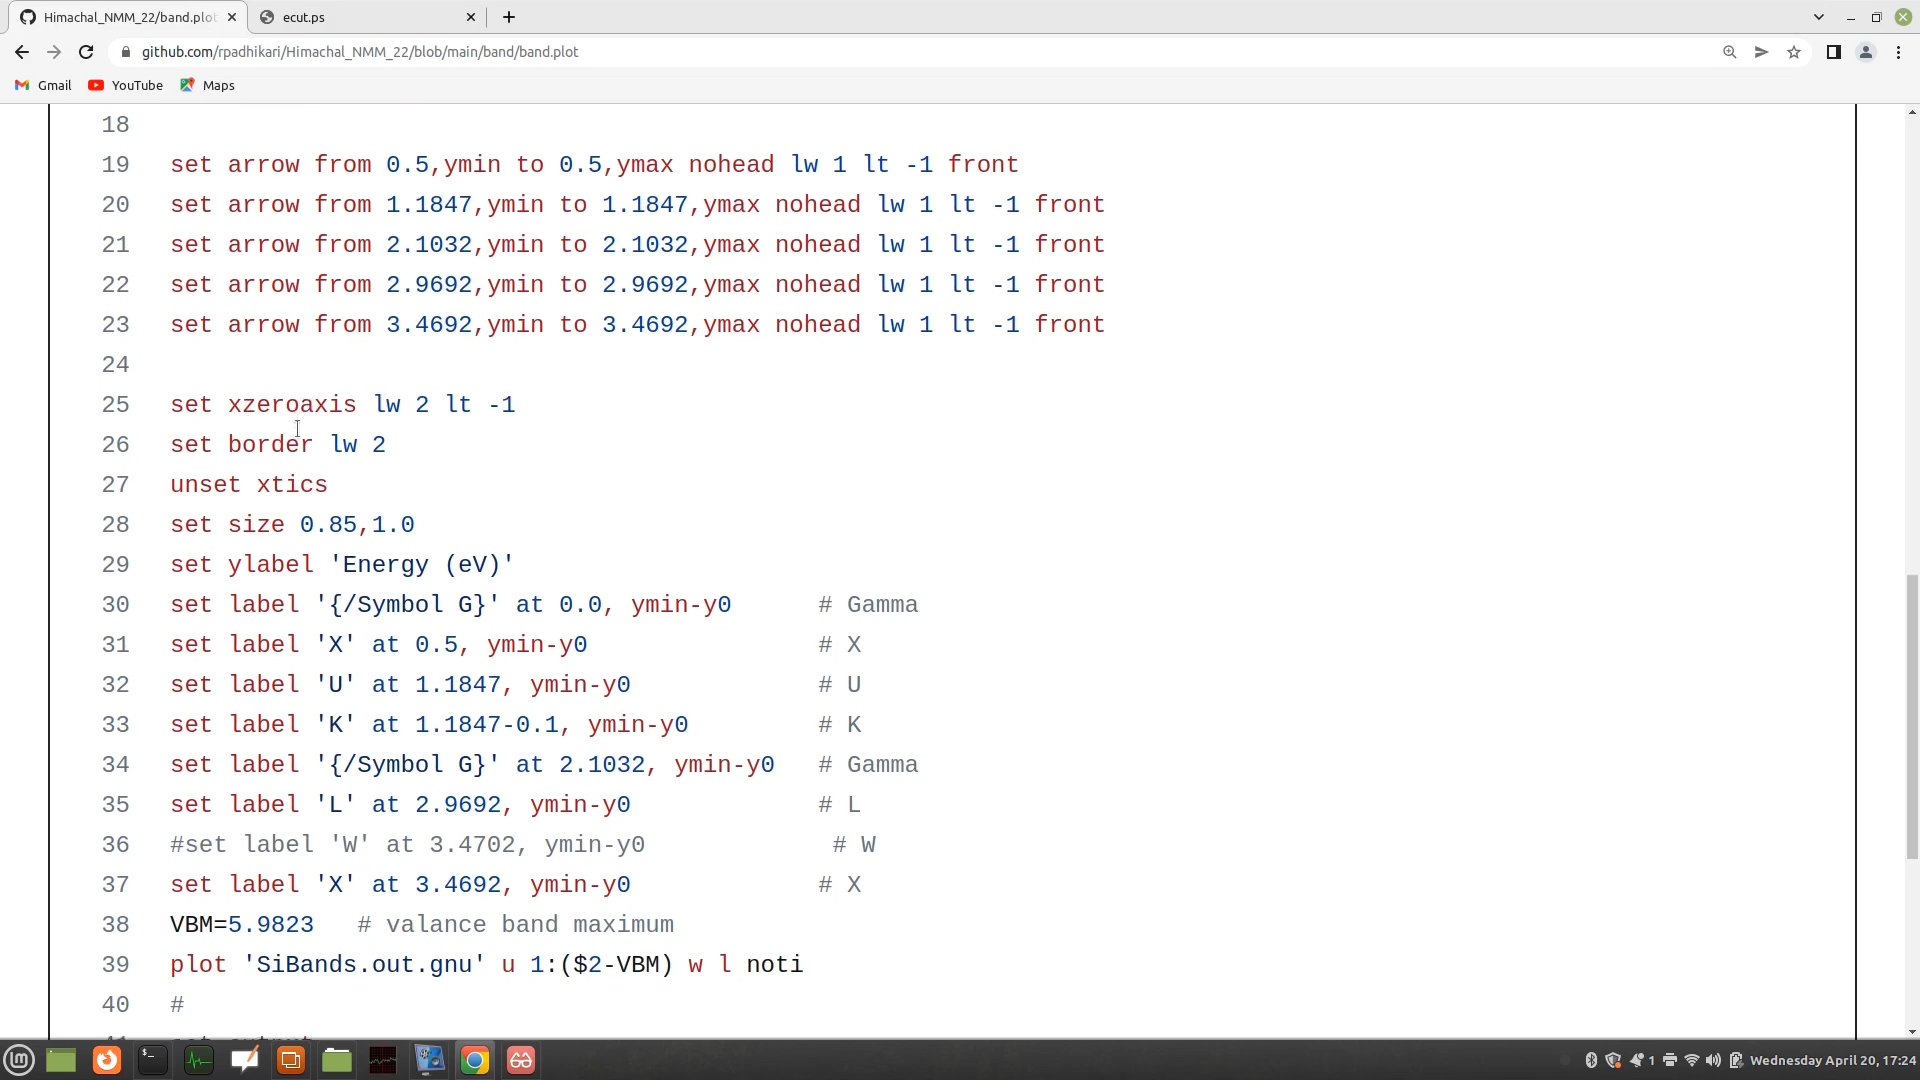 Himachal_NMM_22/band.plot
ecut.ps
github.com/rpadhikari/Himachal_NMM_22/blob/main/band/band.plot
Gmail YouTube Maps
18
19 set arrow from 0.5,ymin to 0.5,ymax nohead lw 1 lt -1 front
20 set arrow from 1.1847,ymin to 1.1847,ymax nohead lw 1 lt -1 front
21 set arrow from 2.1032,ymin to 2.1032,ymax nohead lw 1 lt -1 front
22 set arrow from 2.9692,ymin to 2.9692,ymax nohead lw 1 lt -1 front
23 set arrow from 3.4692,ymin to 3.4692,ymax nohead lw 1 lt -1 front
24
25 set xzeroaxis lw 2 lt -1
26 set border lw 2
27 unset xtics
28 set size 0.85,1.0
29 set ylabel 'Energy (eV)'
30 set label '{/Symbol G}' at 0.0, ymin-y0 # Gamma
31 set label 'X' at 0.5, ymin-y0 # X
32 set label 'U' at 1.1847, ymin-y0 # U
33 set label 'K' at 1.1847-0.1, ymin-y0 # K
34 set label '{/Symbol G}' at 2.1032, ymin-y0 # Gamma
35 set label 'L' at 2.9692, ymin-y0 # L
36 #set label 'W' at 3.4702, ymin-y0 # W
37 set label 'X' at 3.4692, ymin-y0 # X
38 VBM=5.9823 # valance band maximum
39 plot 'SiBands.out.gnu' u 1:($2-VBM) w l noti
40 #
1 Wednesday April 20, 17:24